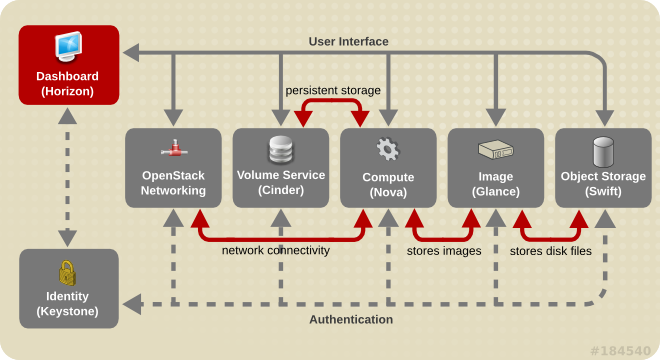 User Interface
Dashboard
(Horizon)
persistent storage
OpenStack
Networking
Volume Service
(Cinder)
Compute
(Nova)
Image
(Glance)
Object Storage
(Swift)
network connectivity
stores images
stores disk files
Identity
(Keystone)
Authentication
#184540